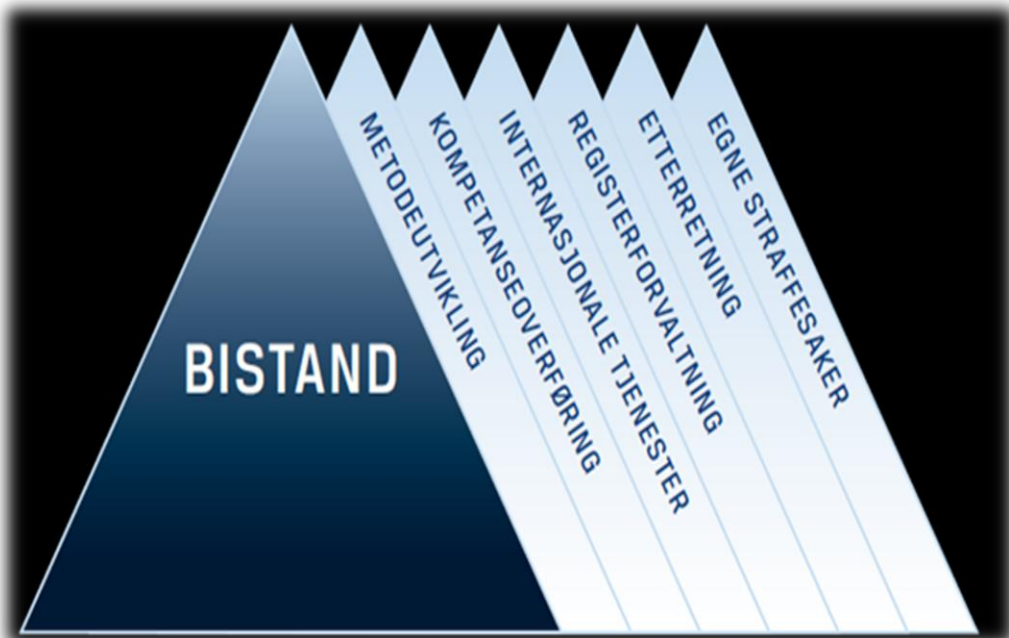 BISTAND
METODEUTVIKLING
KOMPETANSEOVERFØRING
INTERNASJONALE TJENESTER
REGISTERFORVALTNING
ETTERRETNING
EGNE STRAFFESAKER